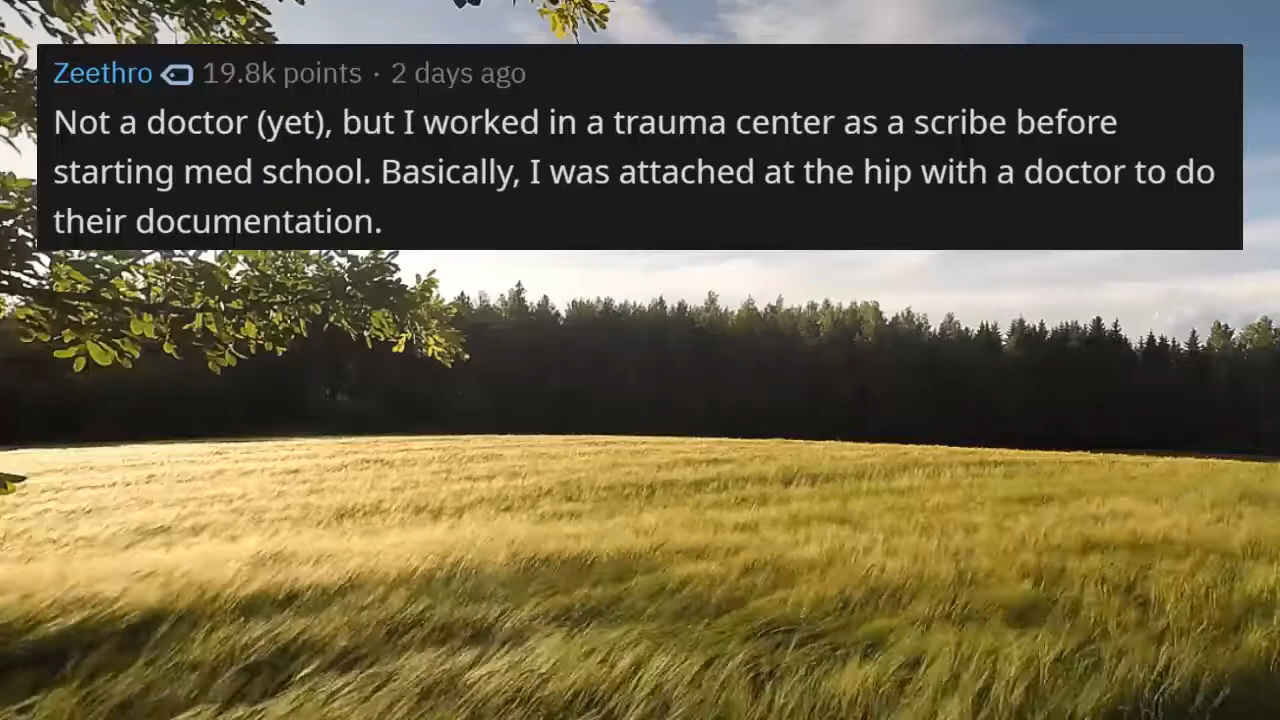 Zeethro 19.8k points · 2 days ago
Not a doctor (yet), but I worked in a trauma center as a scribe before
starting med school. Basically, I was attached at the hip with a doctor to do
their documentation.